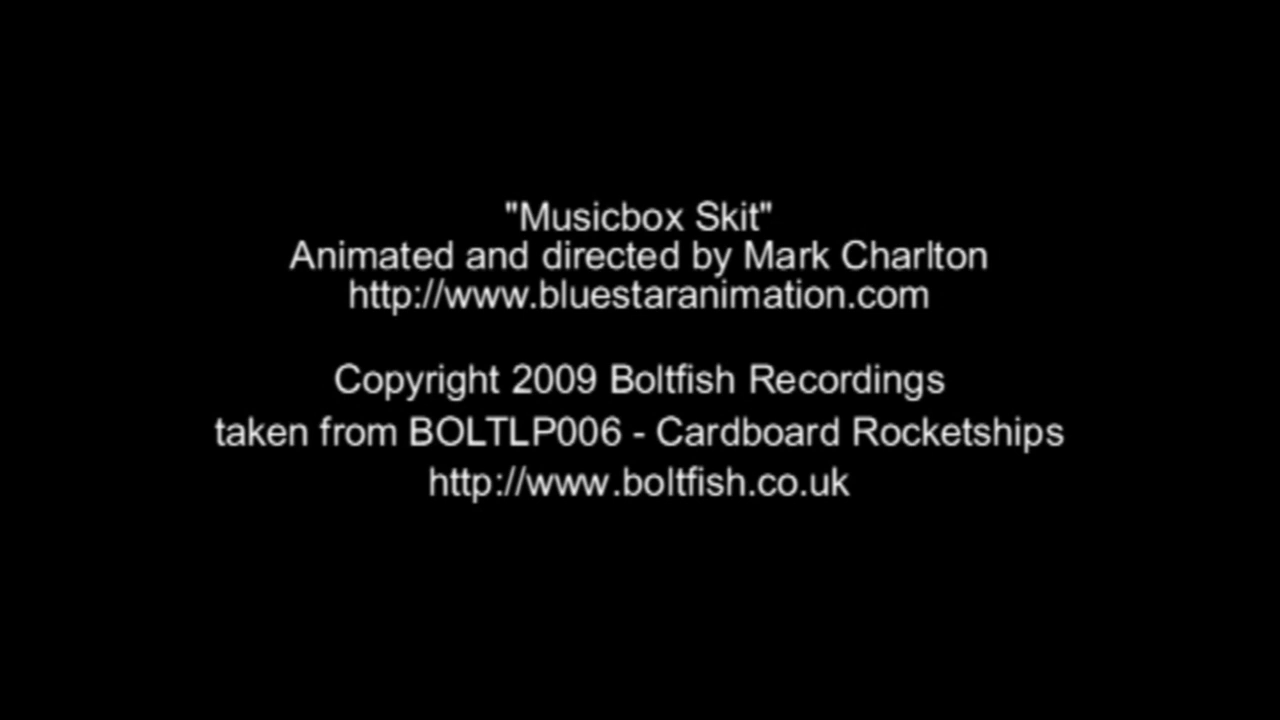 "Musicbox Skit"
Animated and directed by Mark Charlton
http://www.bluestaranimation.com
Copyright 2009 Boltfish Recordings
taken from BOLTLP006 - Cardboard Rocketships
http://www.boltfish.co.uk